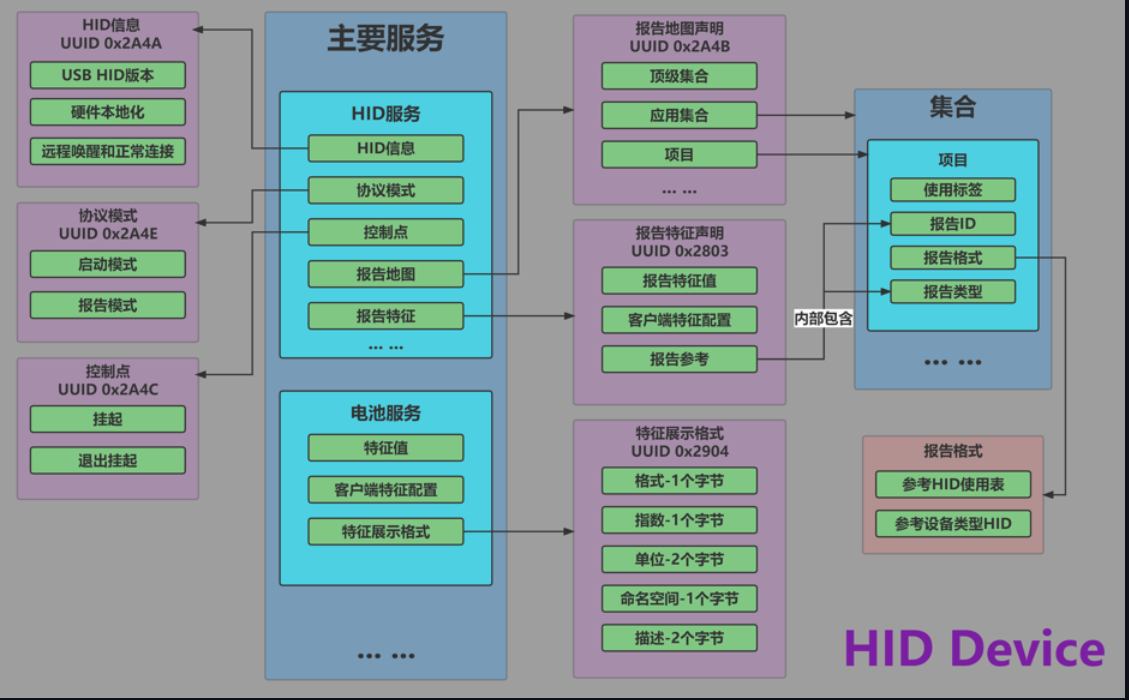 HID信息
UUID 0x2A4A
USB HID版本
硬件本地化
远程唤醒和正常连接
协议模式
UUID 0x2A4E
启动模式
报告模式
控制点
UUID 0x2A4C
挂起
退出挂起
主要服务
HID服务
HID信息
协议模式
控制点
报告地图
报告特征
... ...
电池服务
特征值
客户端特征配置
特征展示格式
... ...
报告地图声明
UUID 0x2A4B
顶级集合
应用集合
项目
... ...
报告特征声明
UUID 0x2803
报告特征值
客户端特征配置
报告参考
特征展示格式
UUID 0x2904
格式-1个字节
指数-1个字节
单位-2个字节
命名空间-1个字节
描述-2个字节
内部包含
集合
项目
使用标签
报告ID
报告格式
报告类型
... ...
报告格式
参考HID使用表
参考设备类型HID
HID Device